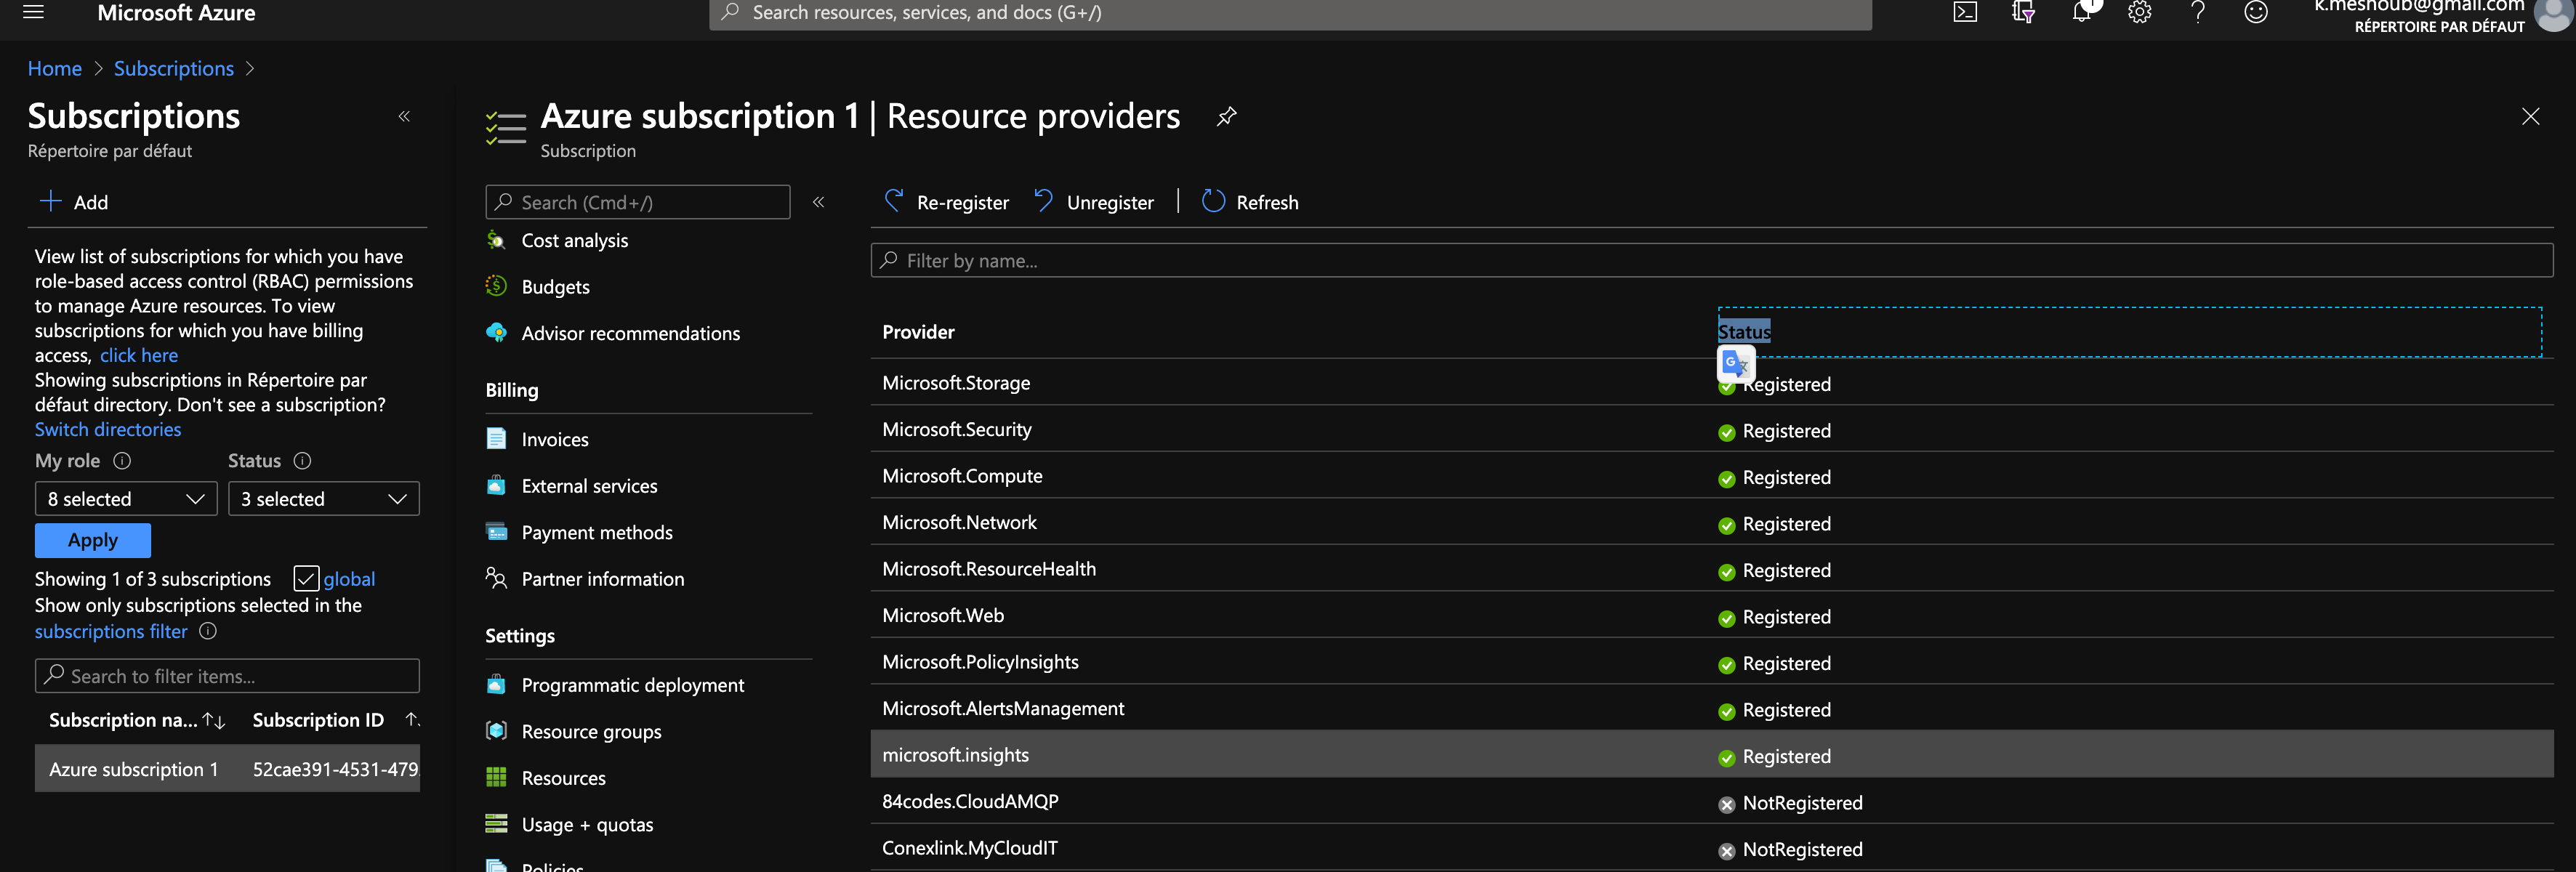 Microsoft Azure
Search resources, services, and docs (G+/)
1
k.mesnoub@gmail.com
RÉPERTOIRE PAR DÉFAUT
Home > Subscriptions >
Subscriptions
Répertoire par défaut
Add
View list of subscriptions for which you have
role-based access control (RBAC) permissions
to manage Azure resources. To view
subscriptions for which you have billing
access, click here
Showing subscriptions in Répertoire par
défaut directory. Don't see a subscription?
Switch directories
My role Status
8 selected 3 selected
Apply
Showing 1 of 3 subscriptions global
Show only subscriptions selected in the
subscriptions filter
Search to filter items...
Subscription na... Subscription ID
Azure subscription 1 52cae391-4531-479
Azure subscription 1 | Resource providers
Subscription
Search (Cmd+/)
Cost analysis
Budgets
Advisor recommendations
Billing
Invoices
External services
Payment methods
Partner information
Settings
Programmatic deployment
Resource groups
Resources
Usage + quotas
Policies
Re-register Unregister | Refresh
Filter by name...
Provider Status
Microsoft.Storage Registered
Microsoft.Security Registered
Microsoft.Compute Registered
Microsoft.Network Registered
Microsoft.ResourceHealth Registered
Microsoft.Web Registered
Microsoft.PolicyInsights Registered
Microsoft.AlertsManagement Registered
microsoft.insights Registered
84codes.CloudAMQP NotRegistered
Conexlink.MyCloudIT NotRegistered